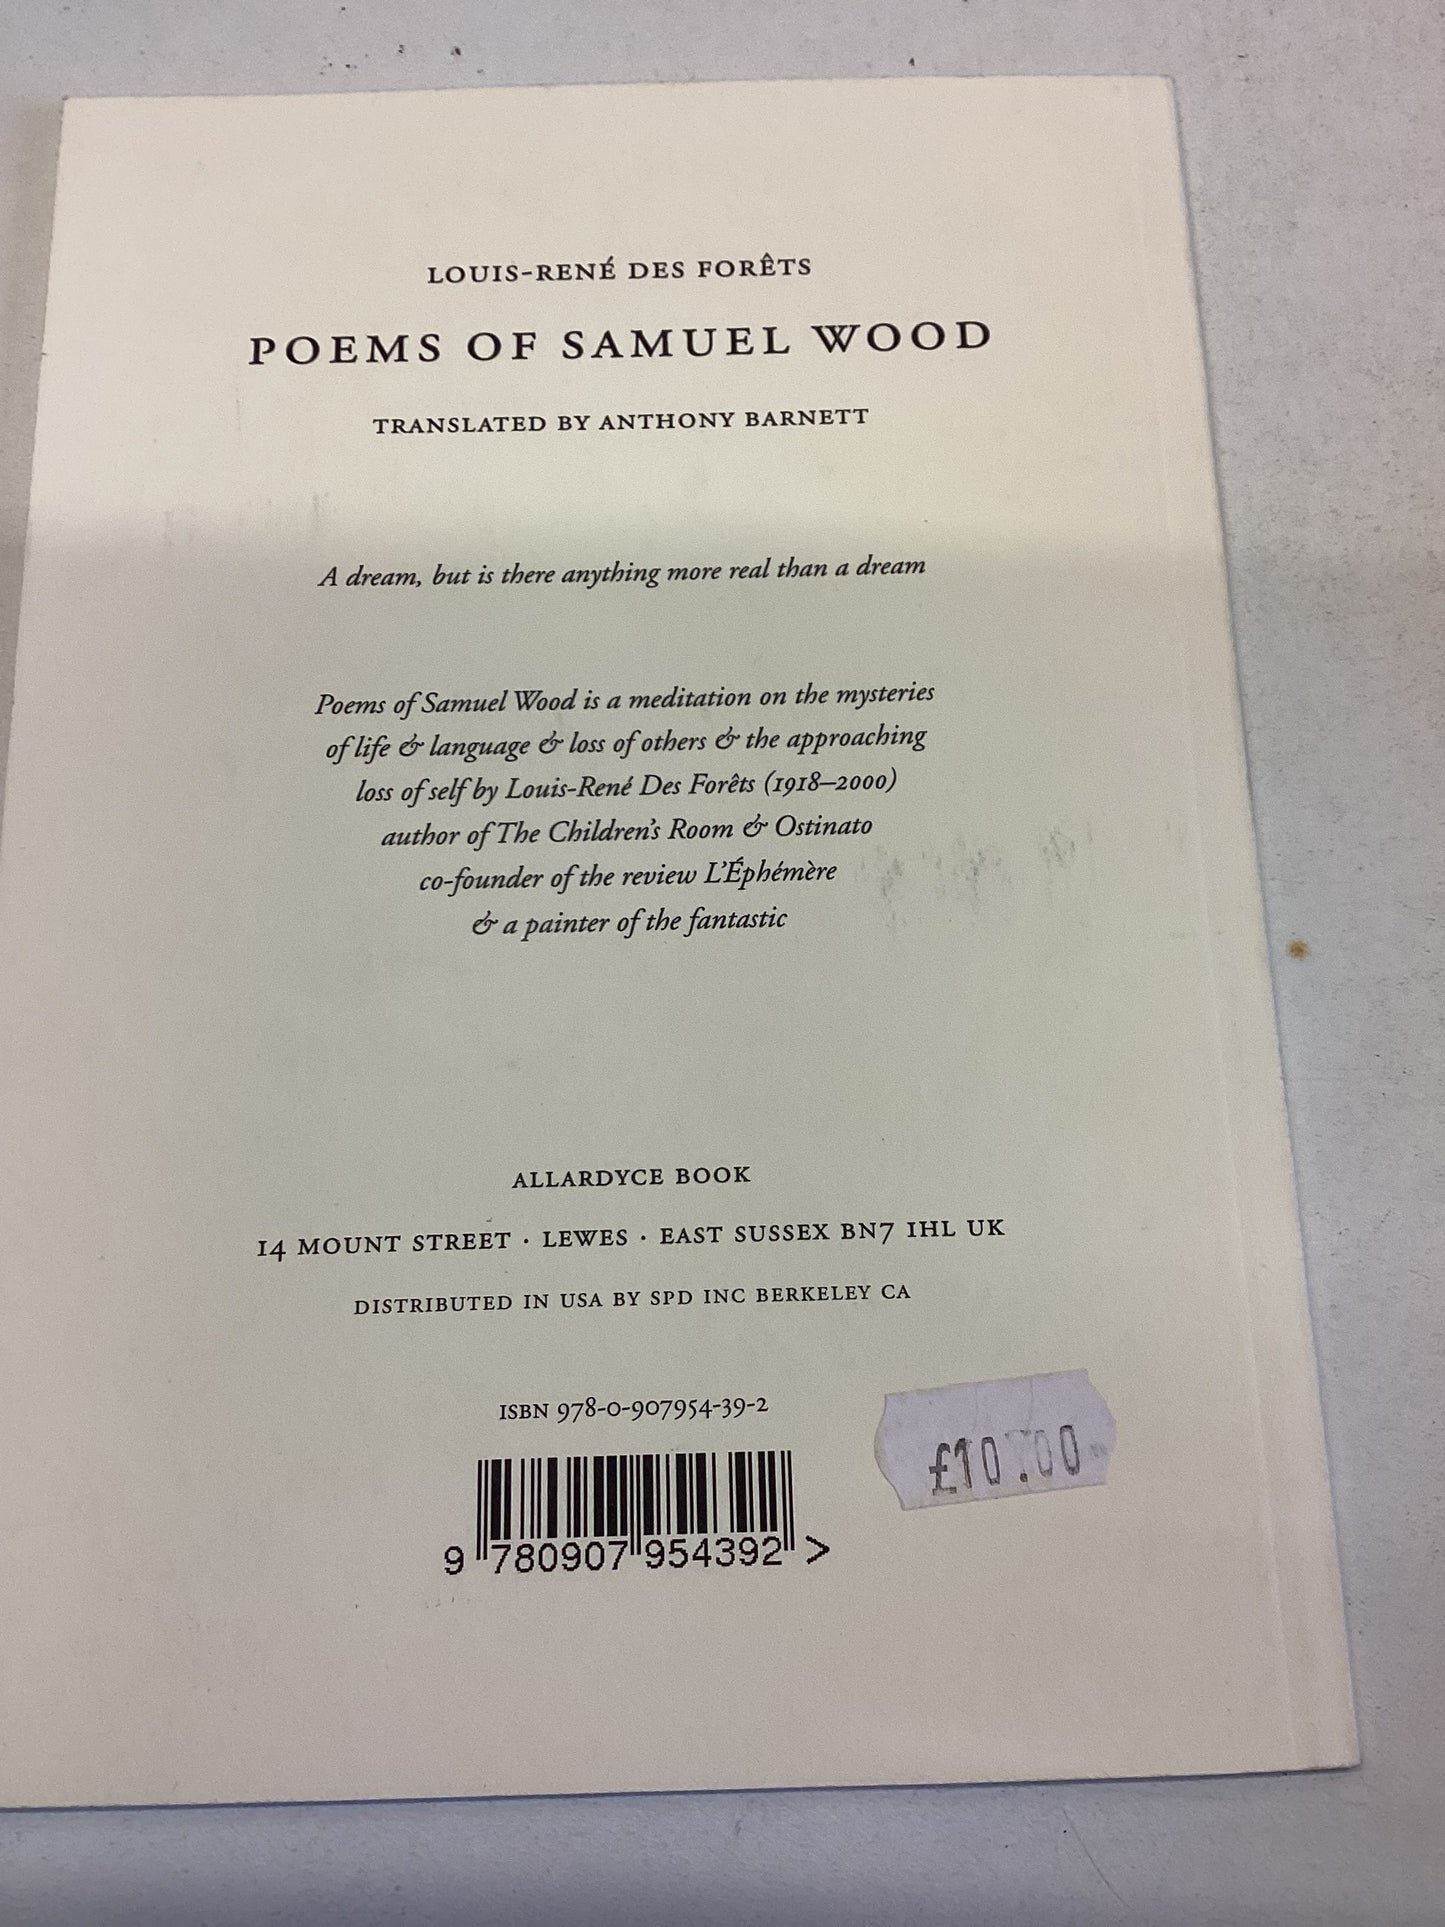 LOUIS-RENÉ DES FORÊTS
POEMS OF SAMUEL WOOD
TRANSLATED BY ANTHONY BARNETT
A dream, but is there anything more real than a dream
Poems of Samuel Wood is a meditation on the mysteries
of life & language & loss of others & the approaching
loss of self by Louis-René Des Forêts (1918–2000)
author of The Children's Room & Ostinato
co-founder of the review L'Éphémère
& a painter of the fantastic
ALLARDYCE BOOK
14 MOUNT STREET · LEWES · EAST SUSSEX BN7 1HL UK
DISTRIBUTED IN USA BY SPD INC BERKELEY CA
ISBN 978-0-907954-39-2
£10.00
9 780907 954392 >